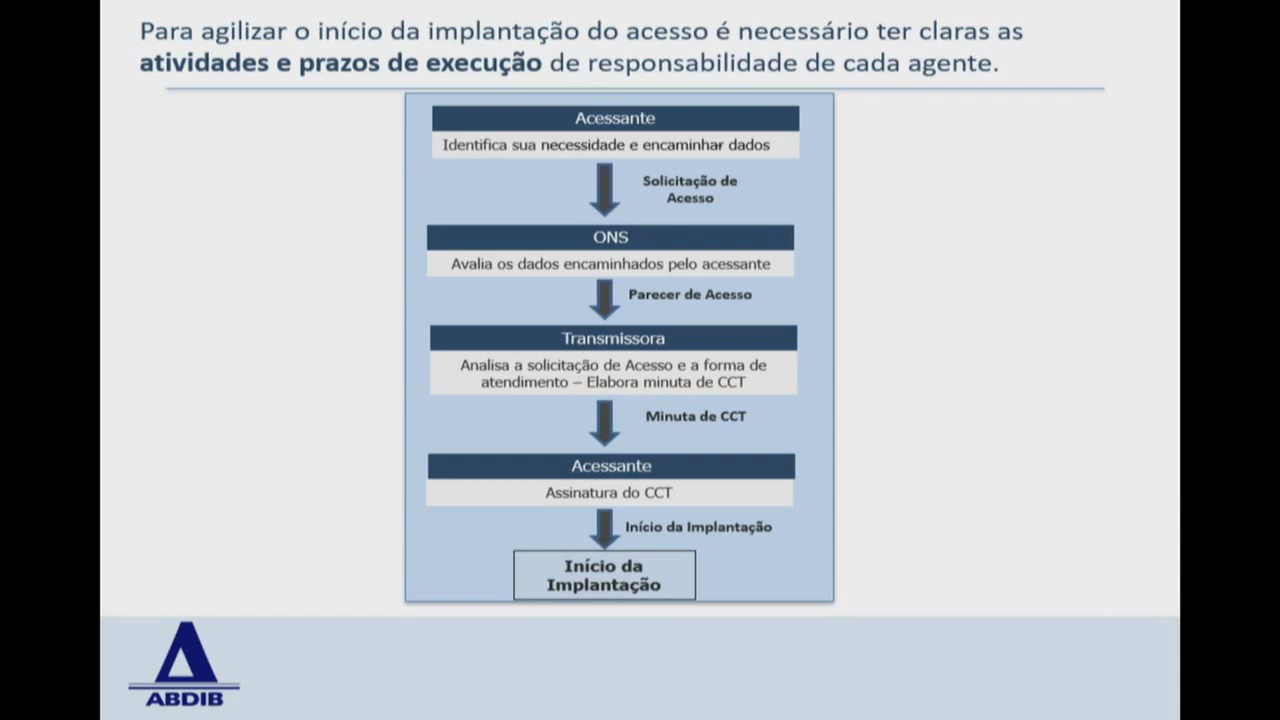 Para agilizar o início da implantação do acesso é necessário ter claras as
atividades e prazos de execução de responsabilidade de cada agente.
Acessante
Identifica sua necessidade e encaminhar dados
Solicitação de
Acesso
ONS
Avalia os dados encaminhados pelo acessante
Parecer de Acesso
Transmissora
Analisa a solicitação de Acesso e a forma de
atendimento – Elabora minuta de CCT
Minuta de CCT
Acessante
Assinatura do CCT
Início da Implantação
Início da
Implantação
ABDIB